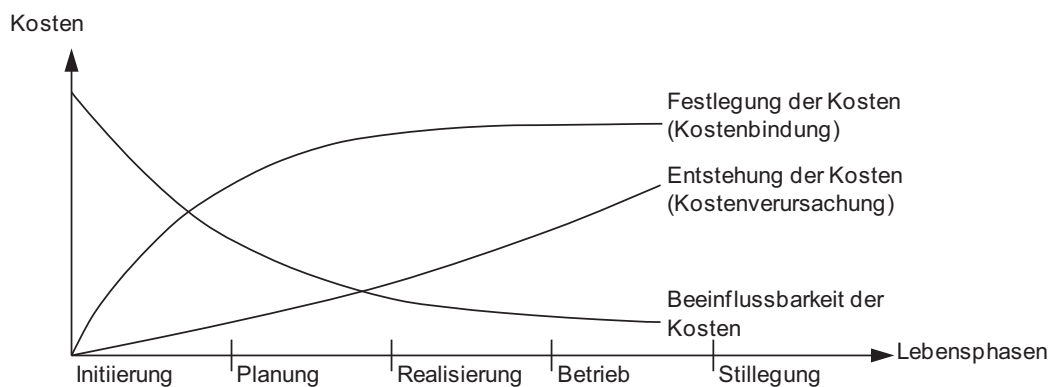 Kosten
Festlegung der Kosten
(Kostenbindung)
Entstehung der Kosten
(Kostenverursachung)
Beeinflussbarkeit der
Kosten
Lebensphasen
Initiierung
Planung
Realisierung
Betrieb
Stillegung